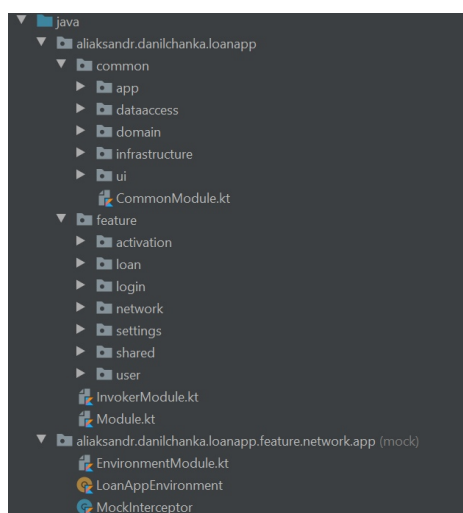 java
aliaksandr.danilchanka.loanapp
common
app
dataaccess
domain
infrastructure
ui
CommonModule.kt
feature
activation
loan
login
network
settings
shared
user
InvokerModule.kt
Module.kt
aliaksandr.danilchanka.loanapp.feature.network.app (mock)
EnvironmentModule.kt
LoanAppEnvironment
MockInterceptor